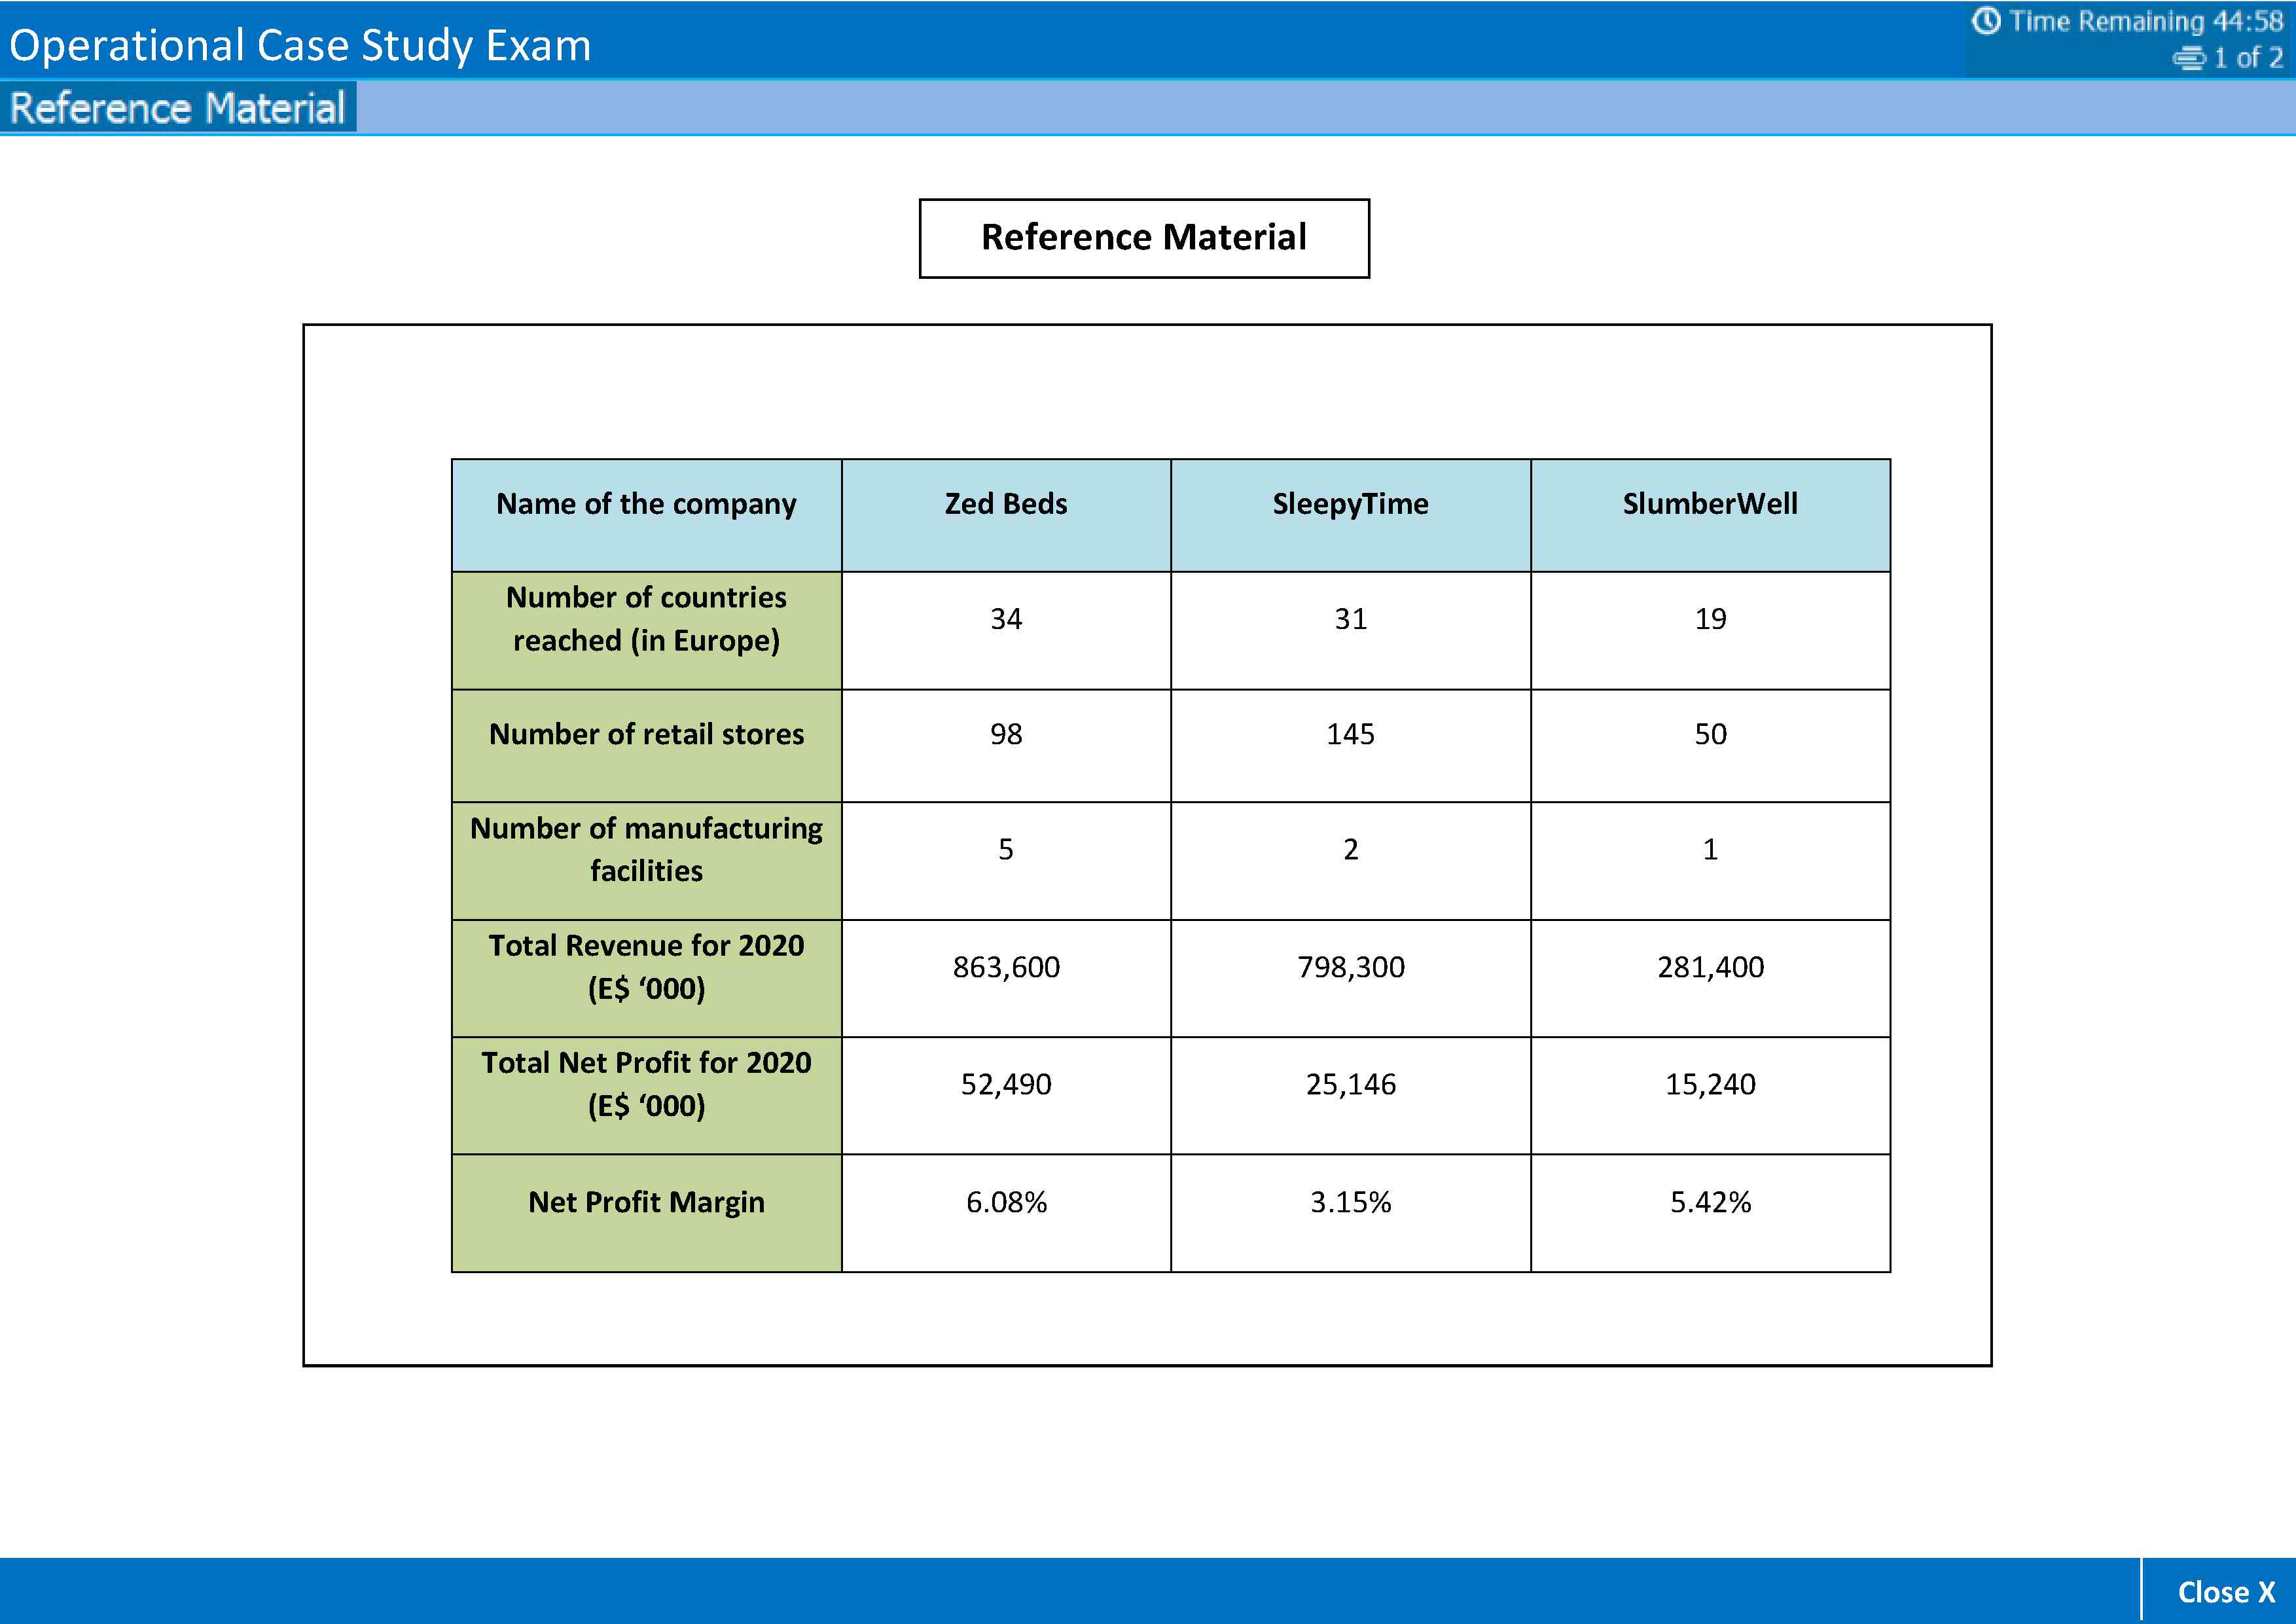 Operational Case Study Exam
Time Remaining 44:58
1 of 2
Reference Material
Reference Material
Name of the company Zed Beds SleepyTime SlumberWell
Number of countries
reached (in Europe) 34 31 19
Number of retail stores 98 145 50
Number of manufacturing
facilities 5 2 1
Total Revenue for 2020
(E$ ‘000) 863,600 798,300 281,400
Total Net Profit for 2020
(E$ ‘000) 52,490 25,146 15,240
Net Profit Margin 6.08% 3.15% 5.42%
Close X